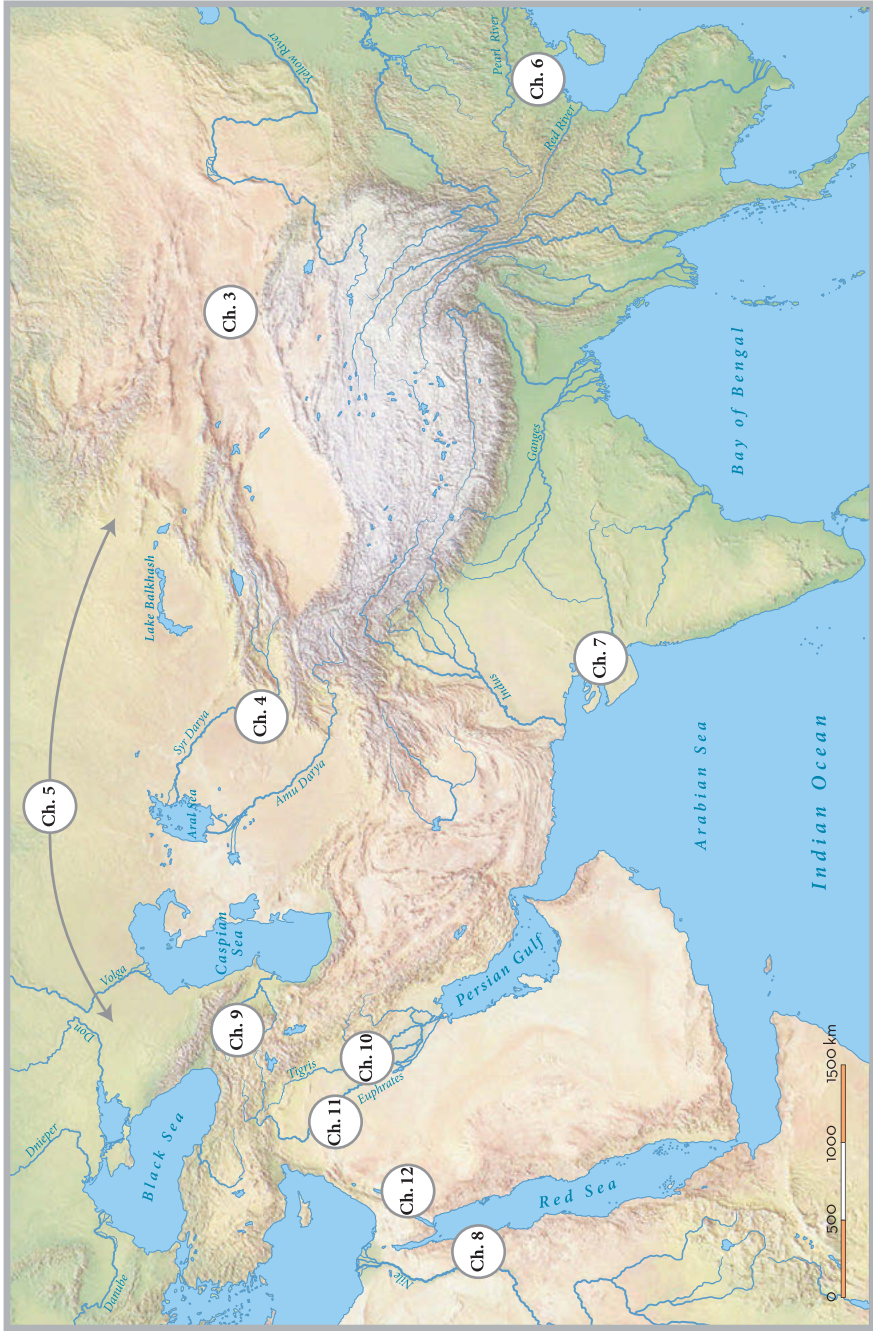 Ch. 5
Dnieper
Don
Volga
Danube
Black Sea
Caspian
Sea
Aral Sea
Syr Darya
Amu Darya
Lake Balkhash
Ch. 9
Ch. 4
Ch. 3
Yellow River
Tigris
Ch. 10
Euphrates
Ch. 11
Ch. 12
Persian Gulf
Indus
Ganges
Pearl River
Ch. 6
Red River
Nile
Ch. 8
Red Sea
Ch. 7
Arabian Sea
Bay of Bengal
Indian Ocean
0
500
1000
1500 km